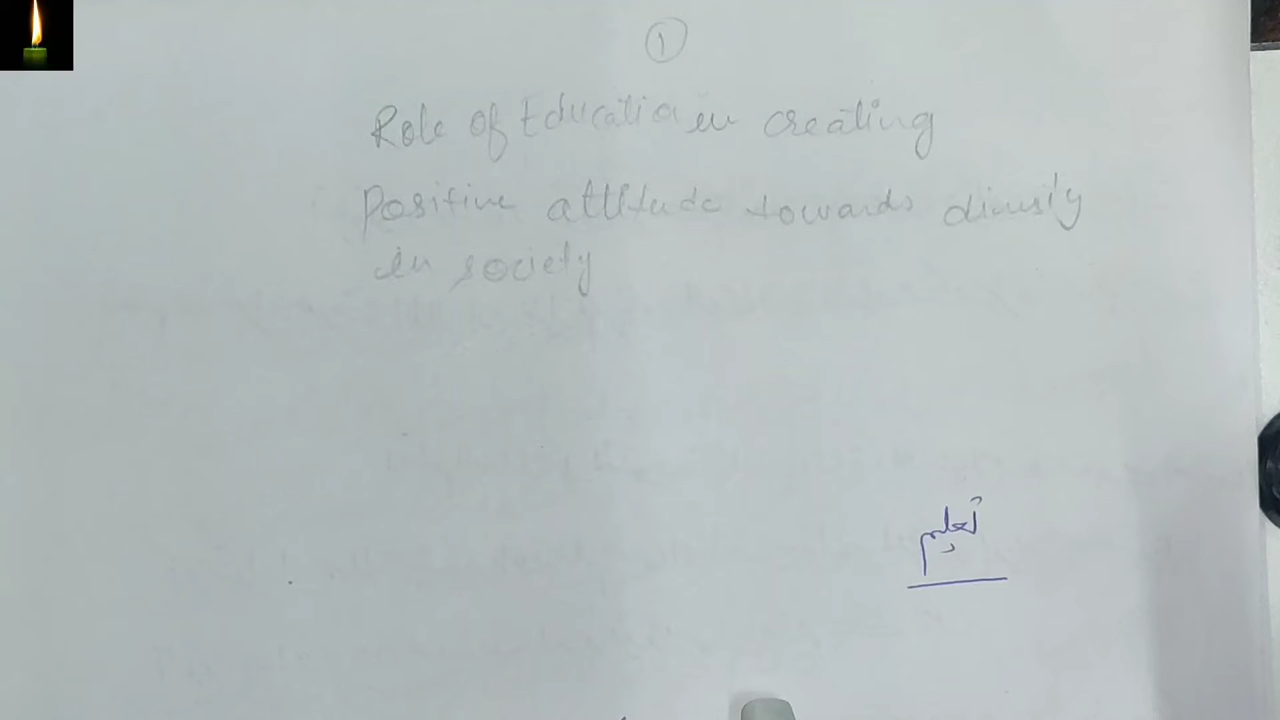 1
Role of Education in creating
Positive attitude towards diversity
in society
تعلیم